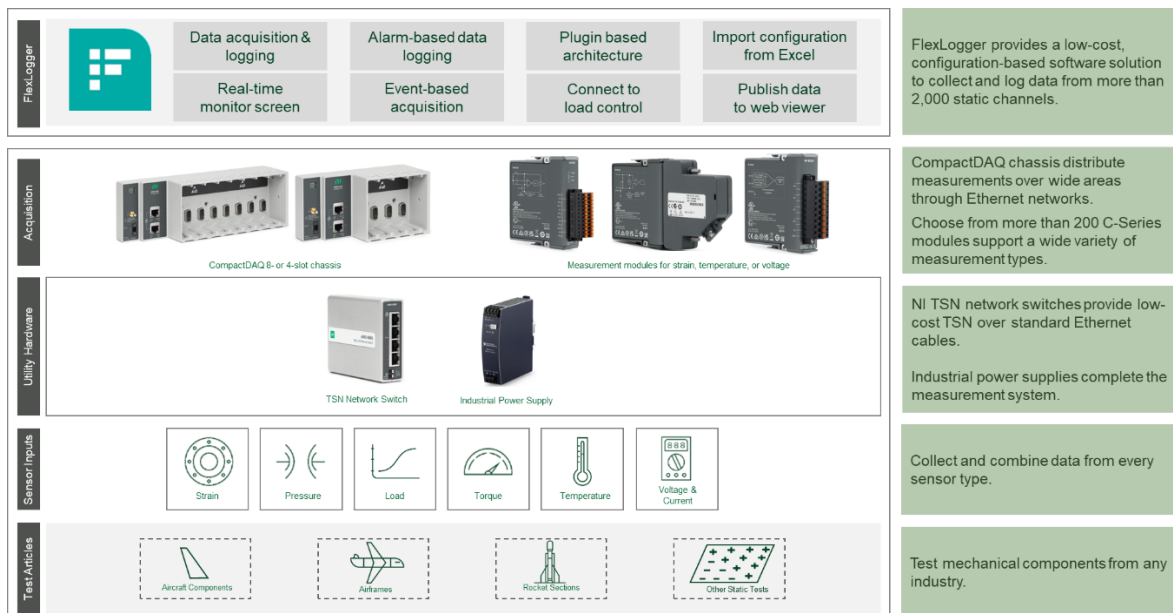 FlexLogger
Data acquisition &
logging
Alarm-based data
logging
Plugin based
architecture
Import configuration
from Excel
Real-time
monitor screen
Event-based
acquisition
Connect to
load control
Publish data
to web viewer
FlexLogger provides a low-cost,
configuration-based software solution
to collect and log data from more than
2,000 static channels.
Acquisition
CompactDAQ 8- or 4-slot chassis
Measurement modules for strain, temperature, or voltage
CompactDAQ chassis distribute
measurements over wide areas
through Ethernet networks.
Choose from more than 200 C-Series
modules support a wide variety of
measurement types.
Utility Hardware
TSN Network Switch
Industrial Power Supply
NI TSN network switches provide low-
cost TSN over standard Ethernet
cables.
Industrial power supplies complete the
measurement system.
Sensor Inputs
Strain
Pressure
Load
Torque
Temperature
888
Voltage &
Current
Collect and combine data from every
sensor type.
Test Articles
Aircraft Components
Airframes
Rocket Sections
Other Static Tests
Test mechanical components from any
industry.